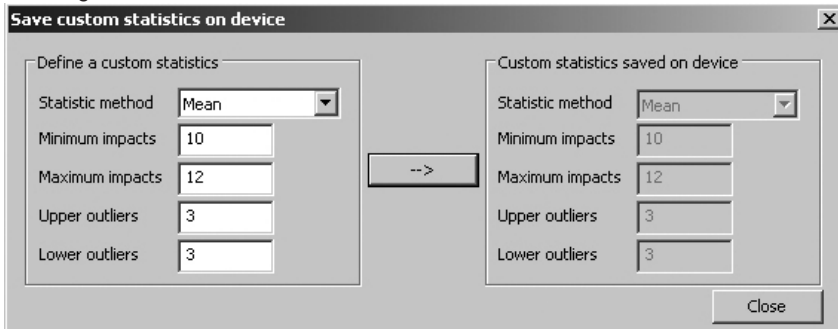 Save custom statistics on device
Define a custom statistics
Statistic method Mean
Minimum impacts 10
Maximum impacts 12
Upper outliers 3
Lower outliers 3
-->
Custom statistics saved on device
Statistic method Mean
Minimum impacts 10
Maximum impacts 12
Upper outliers 3
Lower outliers 3
Close